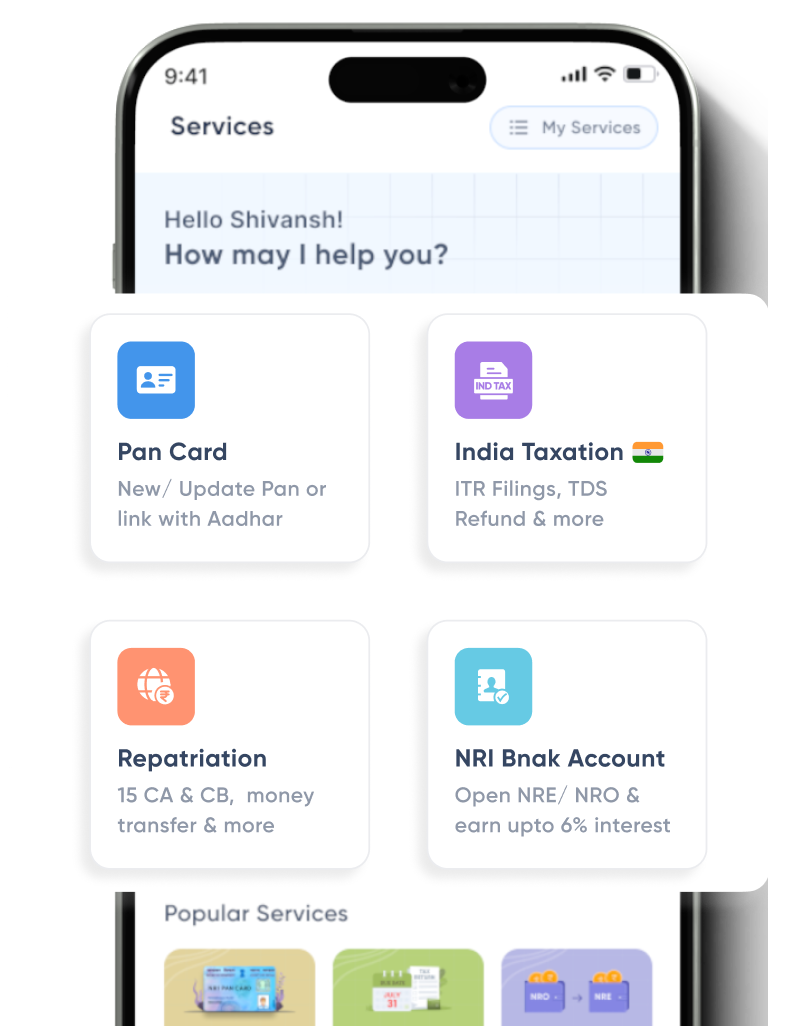 9:41
Services
My Services
Hello Shivansh!
How may I help you?
IND TAX
Pan Card
India Taxation
New/ Update Pan or
link with Aadhar
ITR Filings, TDS
Refund & more
₹
Repatriation
NRI Bnak Account
15 CA & CB, money
transfer & more
Open NRE/ NRO &
earn upto 6% interest
Popular Services
PAN CARD
TAX
JULY
31
NRO
NRE